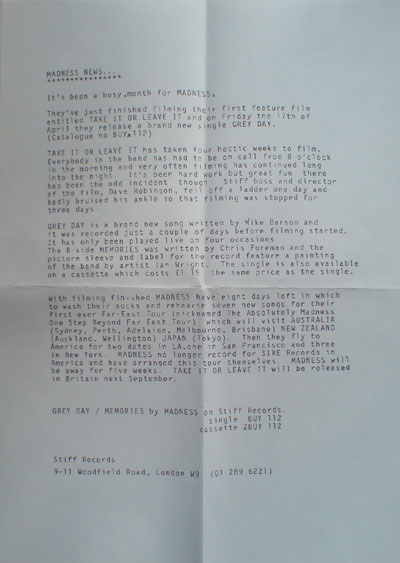 MADNESS NEWS...
***************
It's been a busy month for MADNESS.
They've just finished filming their first feature film
entitled TAKE IT OR LEAVE IT and on Friday the 17th of
April they release a brand new single GREY DAY.
(Catalogue no BUY 112)
TAKE IT OR LEAVE IT has taken four hectic weeks to film.
Everybody in the band has had to be on call from 8 o'clock
in the morning and very often filming has continued long
into the night. It's been hard work but great fun though
has been the odd incident though Stiff boss and director
of the film, Dave Robinson, fell off a ladder one day and
badly bruised his ankle so that filming was stopped for
three days.
GREY DAY is a brand new song written by Mike Barson and
it was recorded just a couple of days before filming started.
It has only been played live on four occasions
The B-side MEMORIES was written by Chris Foreman and the
picture sleeve and label for the record feature a painting
of the band by artist Ian Wright. The single is also available
on a cassette which costs £1 15 the same price as the single.
With filming finished MADNESS have eight days left in which
to wash their socks and rehearse seven new songs for their
first ever Far-East Tour (nicknamed The Absolutely Madness
One Step Beyond Far East Tour) which will visit AUSTRALIA
(Sydney, Perth, Adelaide, Melbourne, Brisbane) NEW ZEALAND
(Auckland, Wellington) JAPAN (Tokyo). Then they fly to
America for two dates in LA,one in San Francisco and three
in New York. MADNESS no longer record for SIRE Records in
America and have arranged this tour themselves. MADNESS will
be away for five weeks. TAKE IT OR LEAVE IT will be released
in Britain next September.
GREY DAY / MEMORIES by MADNESS on Stiff Records.
single BUY 112
cassette ZBUY 112
Stiff Records
9-11 Woodfield Road, London W9 (01 289 6221)